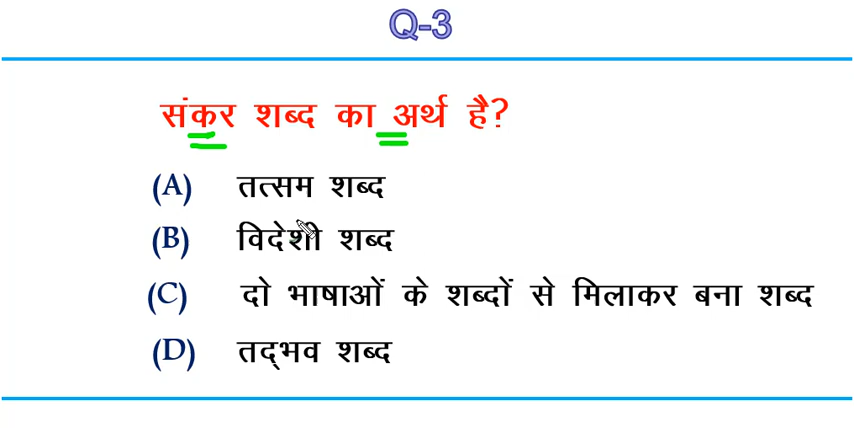 Q-3
संकर शब्द का अर्थ है?
(A) तत्सम शब्द
(B) विदेशी शब्द
(C) दो भाषाओं के शब्दों से मिलाकर बना शब्द
(D) तद्‌भव शब्द